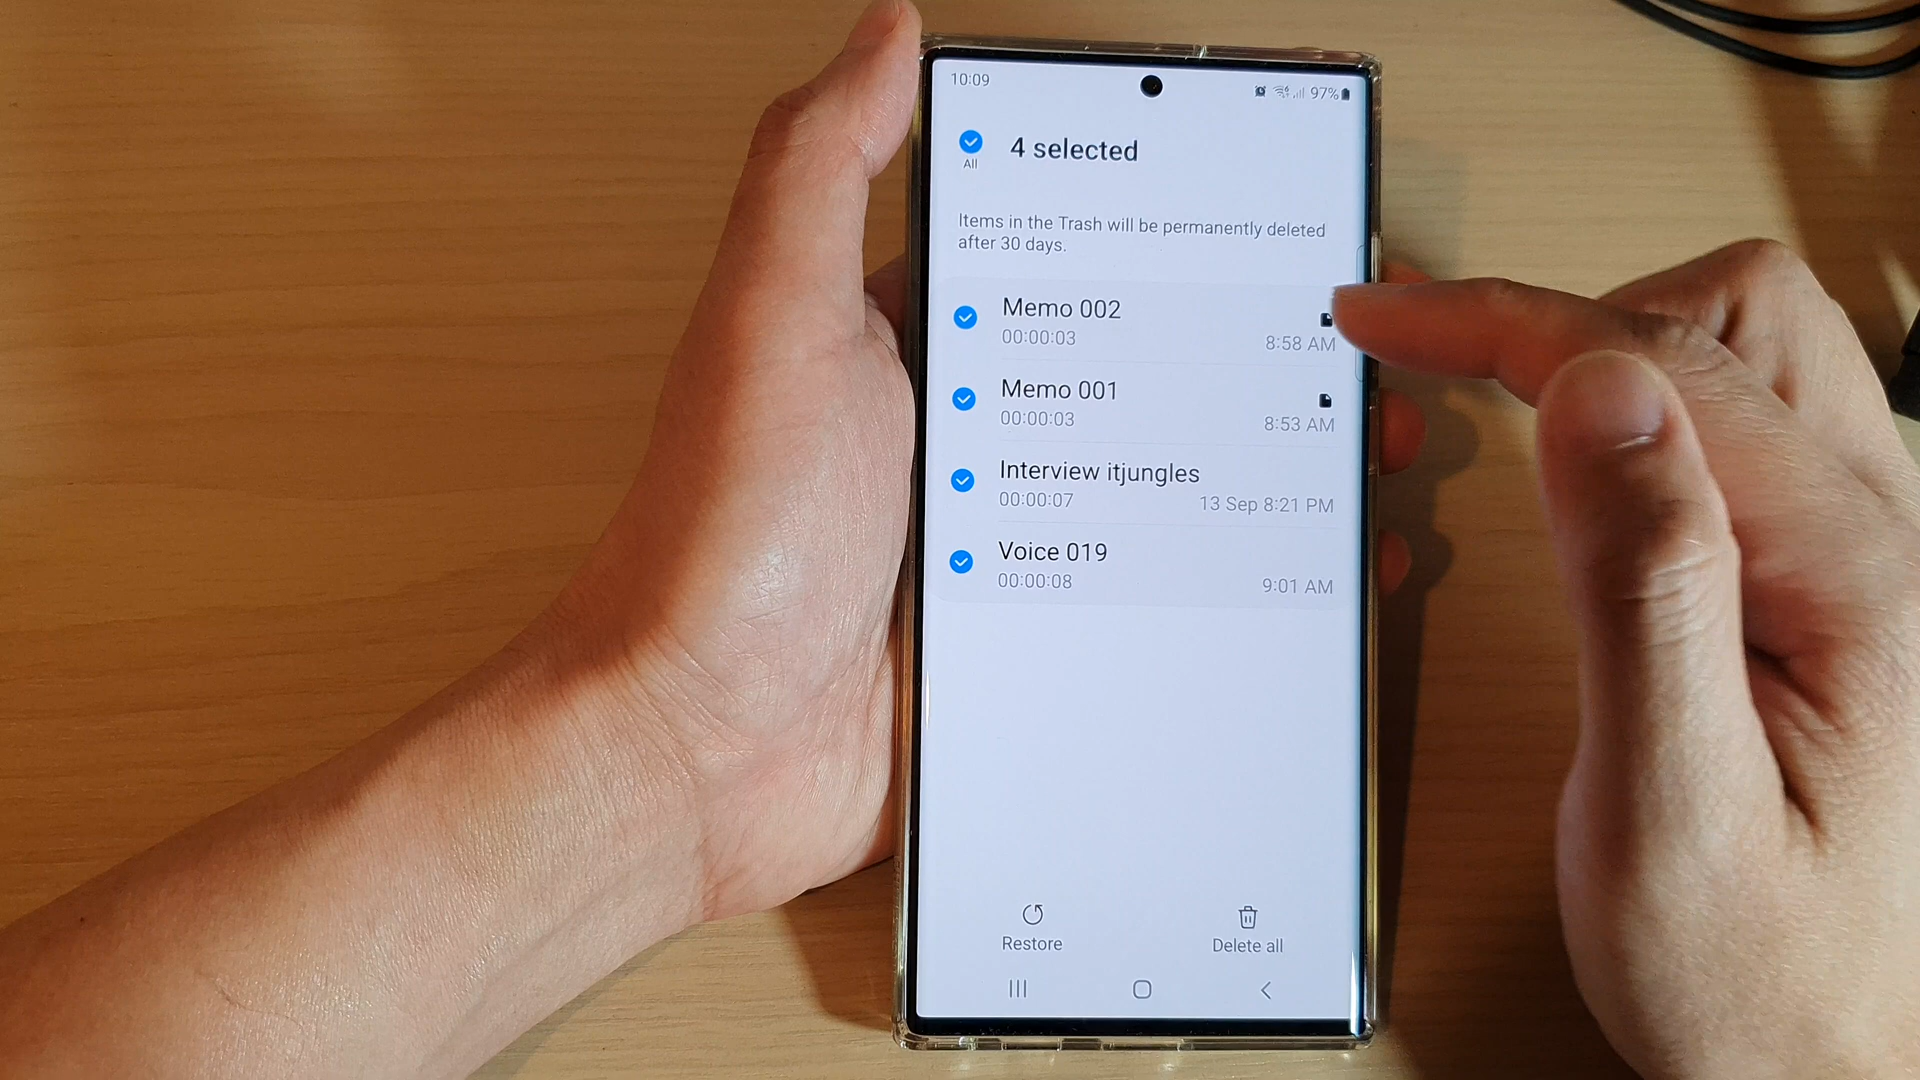 10:09
97%
All
4 selected
Items in the Trash will be permanently deleted
after 30 days.
Memo 002
00:00:03
8:58 AM
Memo 001
00:00:03
8:53 AM
Interview itjungles
00:00:07
13 Sep 8:21 PM
Voice 019
00:00:08
9:01 AM
Restore
Delete all